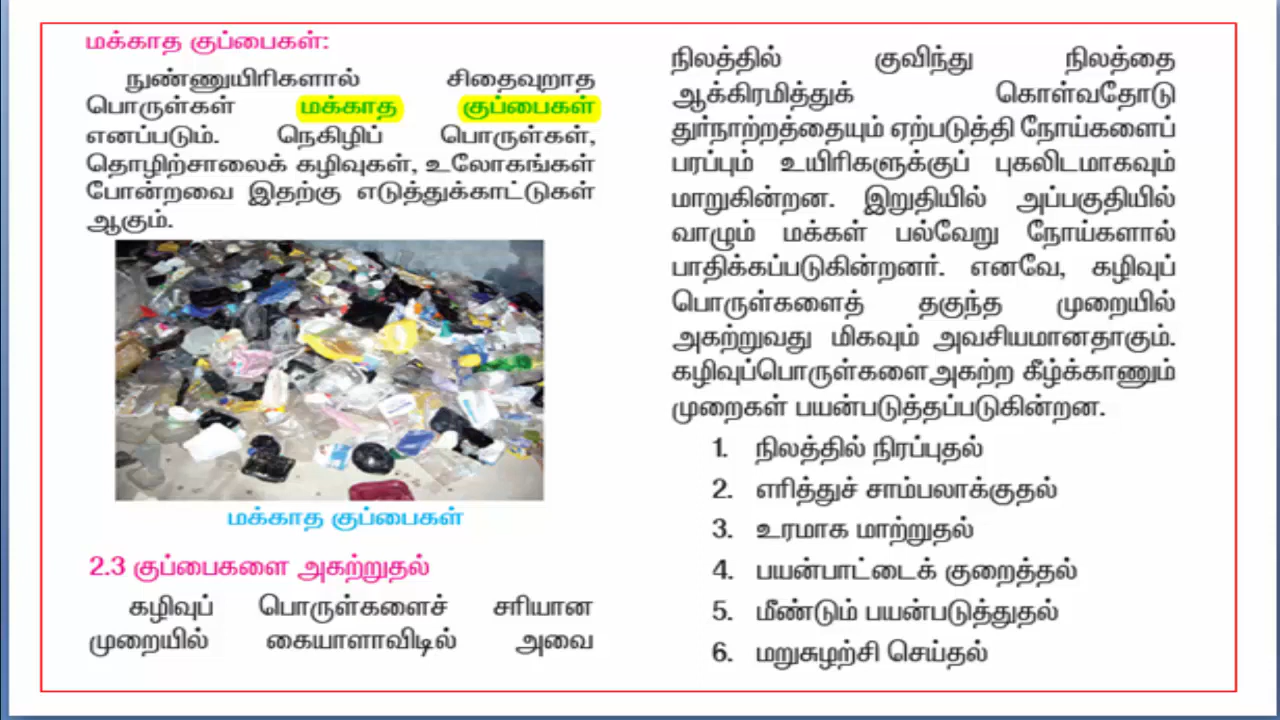 மக்காத குப்பைகள்:
நுண்ணுயிரிகளால் சிதைவுறாத
பொருள்கள் மக்காத குப்பைகள்
எனப்படும். நெகிழிப் பொருள்கள்,
தொழிற்சாலைக் கழிவுகள், உலோகங்கள்
போன்றவை இதற்கு எடுத்துக்காட்டுகள்
ஆகும்.
மக்காத குப்பைகள்
2.3 குப்பைகளை அகற்றுதல்
கழிவுப் பொருள்களைச் சரியான
முறையில் கையாளாவிடில் அவை
நிலத்தில் குவிந்து நிலத்தை
ஆக்கிரமித்துக் கொள்வதோடு
துர்நாற்றத்தையும் ஏற்படுத்தி நோய்களைப்
பரப்பும் உயிரிகளுக்குப் புகலிடமாகவும்
மாறுகின்றன. இறுதியில் அப்பகுதியில்
வாழும் மக்கள் பல்வேறு நோய்களால்
பாதிக்கப்படுகின்றனர். எனவே, கழிவுப்
பொருள்களைத் தகுந்த முறையில்
அகற்றுவது மிகவும் அவசியமானதாகும்.
கழிவுப்பொருள்களைஅகற்ற கீழ்க்காணும்
முறைகள் பயன்படுத்தப்படுகின்றன.
1. நிலத்தில் நிரப்புதல்
2. எரித்துச் சாம்பலாக்குதல்
3. உரமாக மாற்றுதல்
4. பயன்பாட்டைக் குறைத்தல்
5. மீண்டும் பயன்படுத்துதல்
6. மறுசுழற்சி செய்தல்